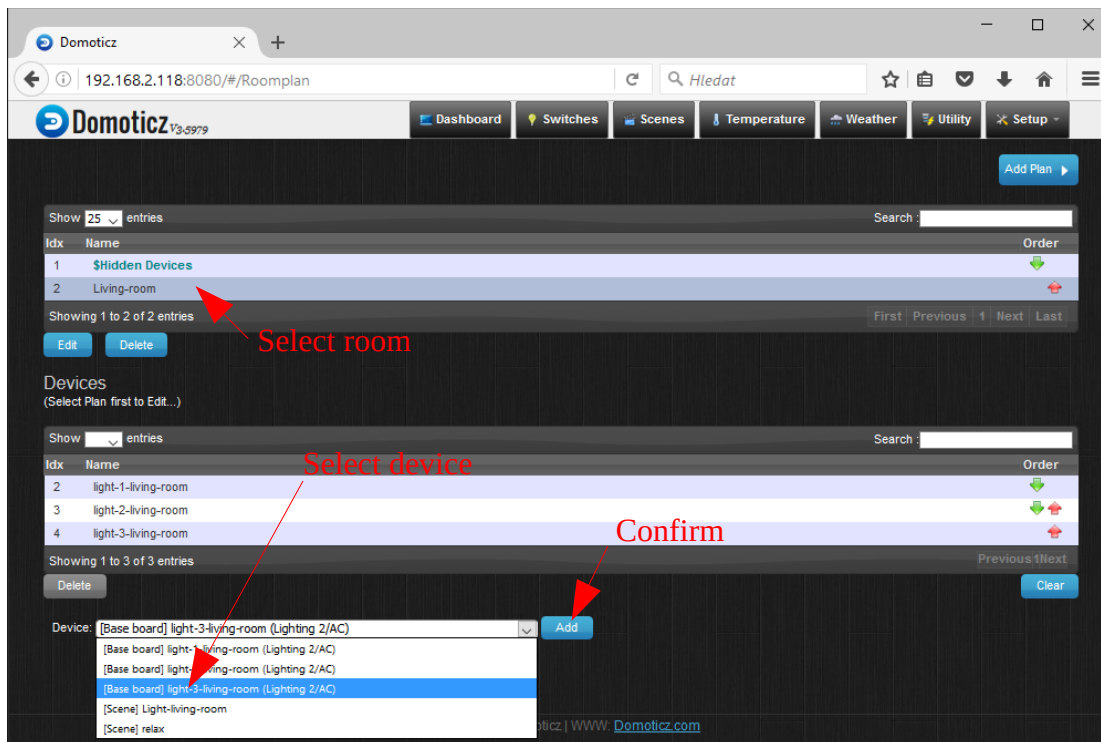 Domoticz
192.168.2.118:8080/#/Roomplan
Hledat
Domoticz V3.5979
Dashboard Switches Scenes Temperature Weather Utility Setup
Add Plan
Show 25 entries Search :
Idx Name Order
1 $Hidden Devices
2 Living-room
Showing 1 to 2 of 2 entries First Previous 1 Next Last
Select room
Edit Delete
Devices
(Select Plan first to Edit...)
Show entries Search :
Select device
Idx Name Order
2 light-1-living-room
3 light-2-living-room
4 light-3-living-room
Confirm
Showing 1 to 3 of 3 entries Previous 1 Next
Delete Clear
Device: [Base board] light-3-living-room (Lighting 2/AC) Add
[Base board] light-1-living-room (Lighting 2/AC)
[Base board] light- living-room (Lighting 2/AC)
[Base board] light-3-living-room (Lighting 2/AC)
[Scene] Light-living-room
[Scene] relax
WWW: Domoticz.com